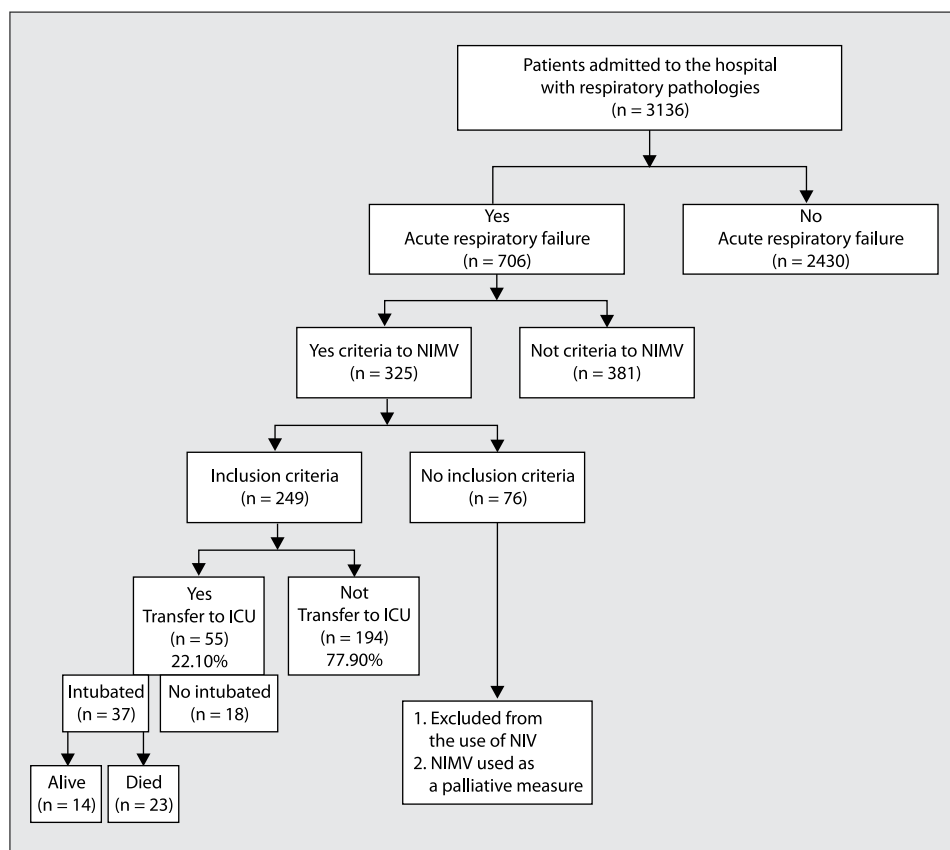 Patients admitted to the hospital
with respiratory pathologies
(n = 3136)
Yes
Acute respiratory failure
(n = 706)
No
Acute respiratory failure
(n = 2430)
Yes criteria to NIMV
(n = 325)
Not criteria to NIMV
(n = 381)
Inclusion criteria
(n = 249)
No inclusion criteria
(n = 76)
Yes
Transfer to ICU
(n = 55)
22.10%
Not
Transfer to ICU
(n = 194)
77.90%
Intubated
(n = 37)
No intubated
(n = 18)
1. Excluded from
the use of NIV
2. NIMV used as
a palliative measure
Alive
(n = 14)
Died
(n = 23)